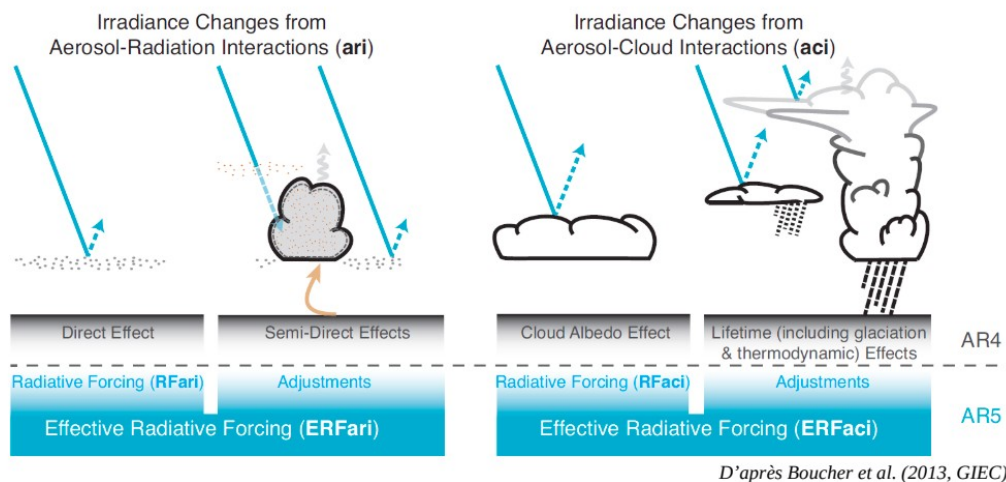 Irradiance Changes from
Aerosol-Radiation Interactions (ari)
Irradiance Changes from
Aerosol-Cloud Interactions (aci)
Direct Effect
Semi-Direct Effects
Cloud Albedo Effect
Lifetime (including glaciation
& thermodynamic) Effects
AR4
Radiative Forcing (RFari)
Adjustments
Radiative Forcing (RFaci)
Adjustments
AR5
Effective Radiative Forcing (ERFari)
Effective Radiative Forcing (ERFaci)
D'après Boucher et al. (2013, GIEC)